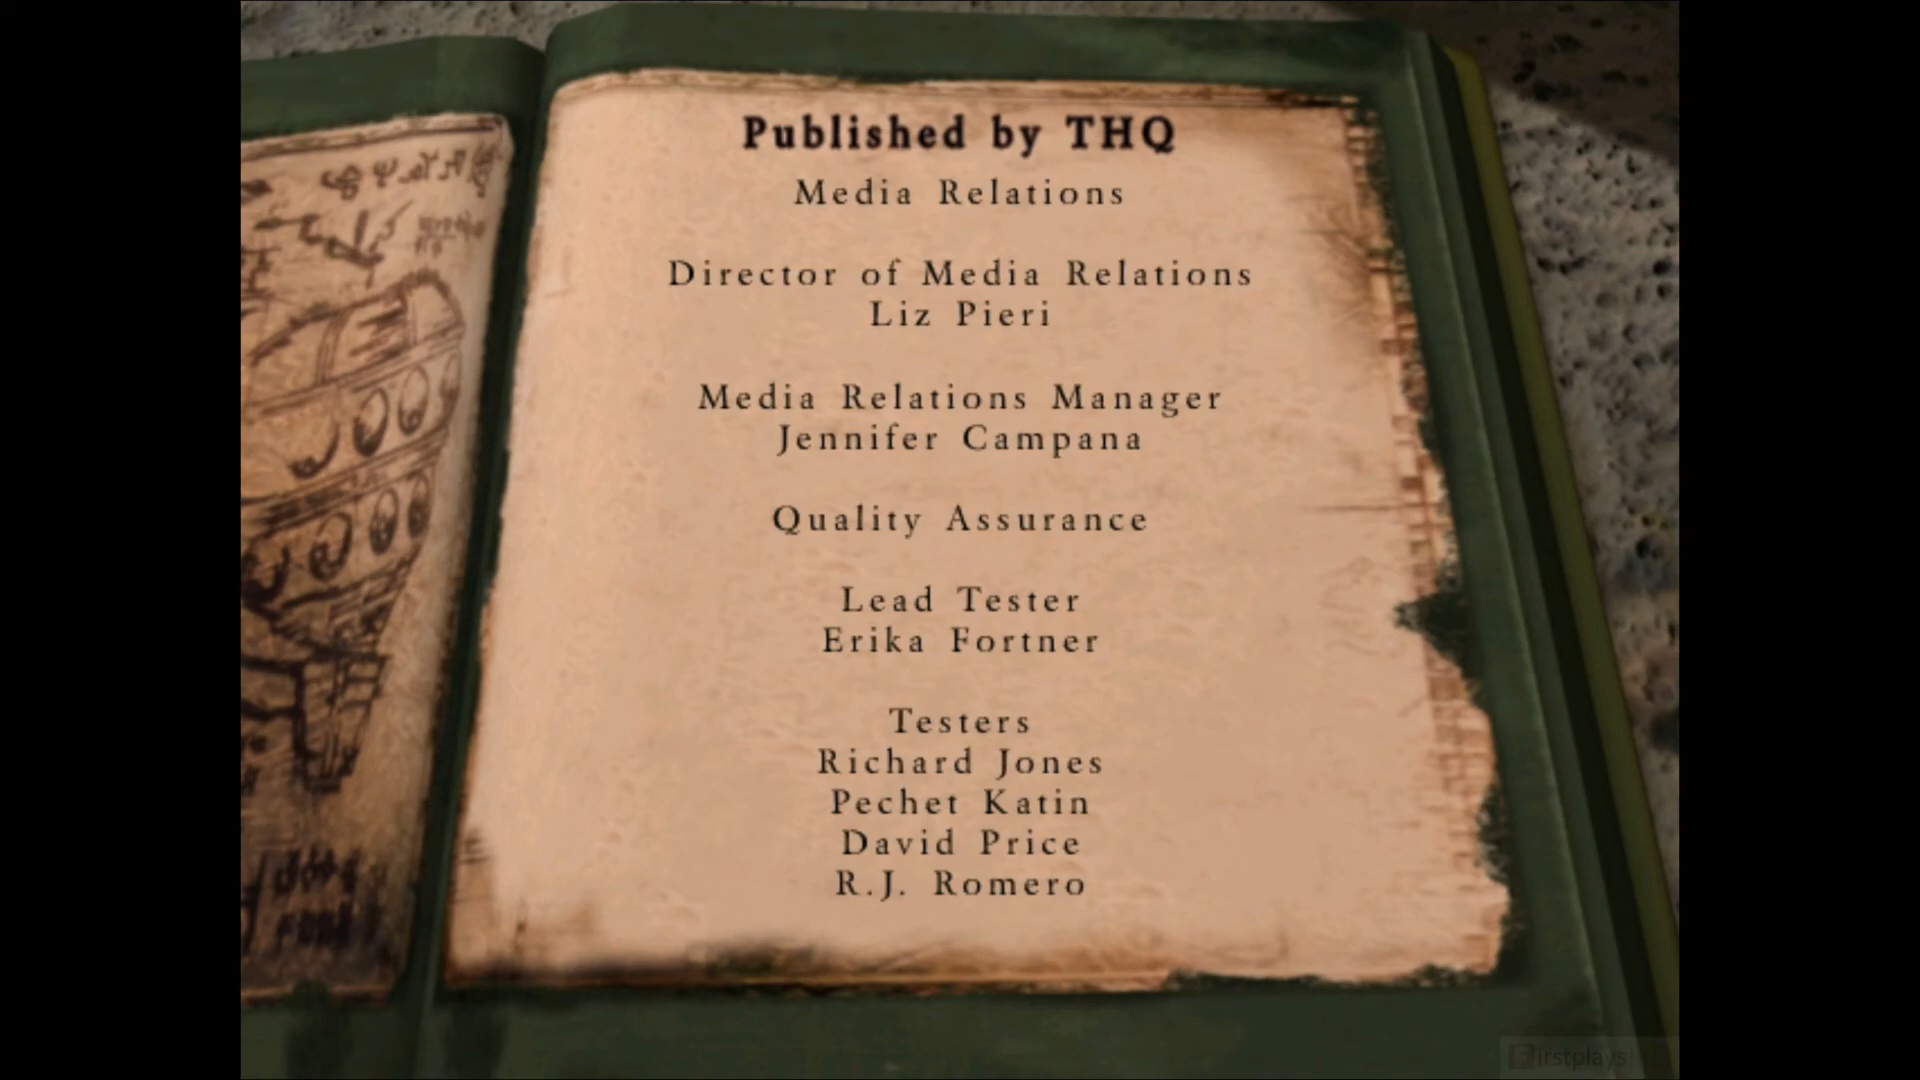 Published by THQ
Media Relations
Director of Media Relations
Liz Pieri
Media Relations Manager
Jennifer Campana
Quality Assurance
Lead Tester
Erika Fortner
Testers
Richard Jones
Pechet Katin
David Price
R.J. Romero
Firstplays